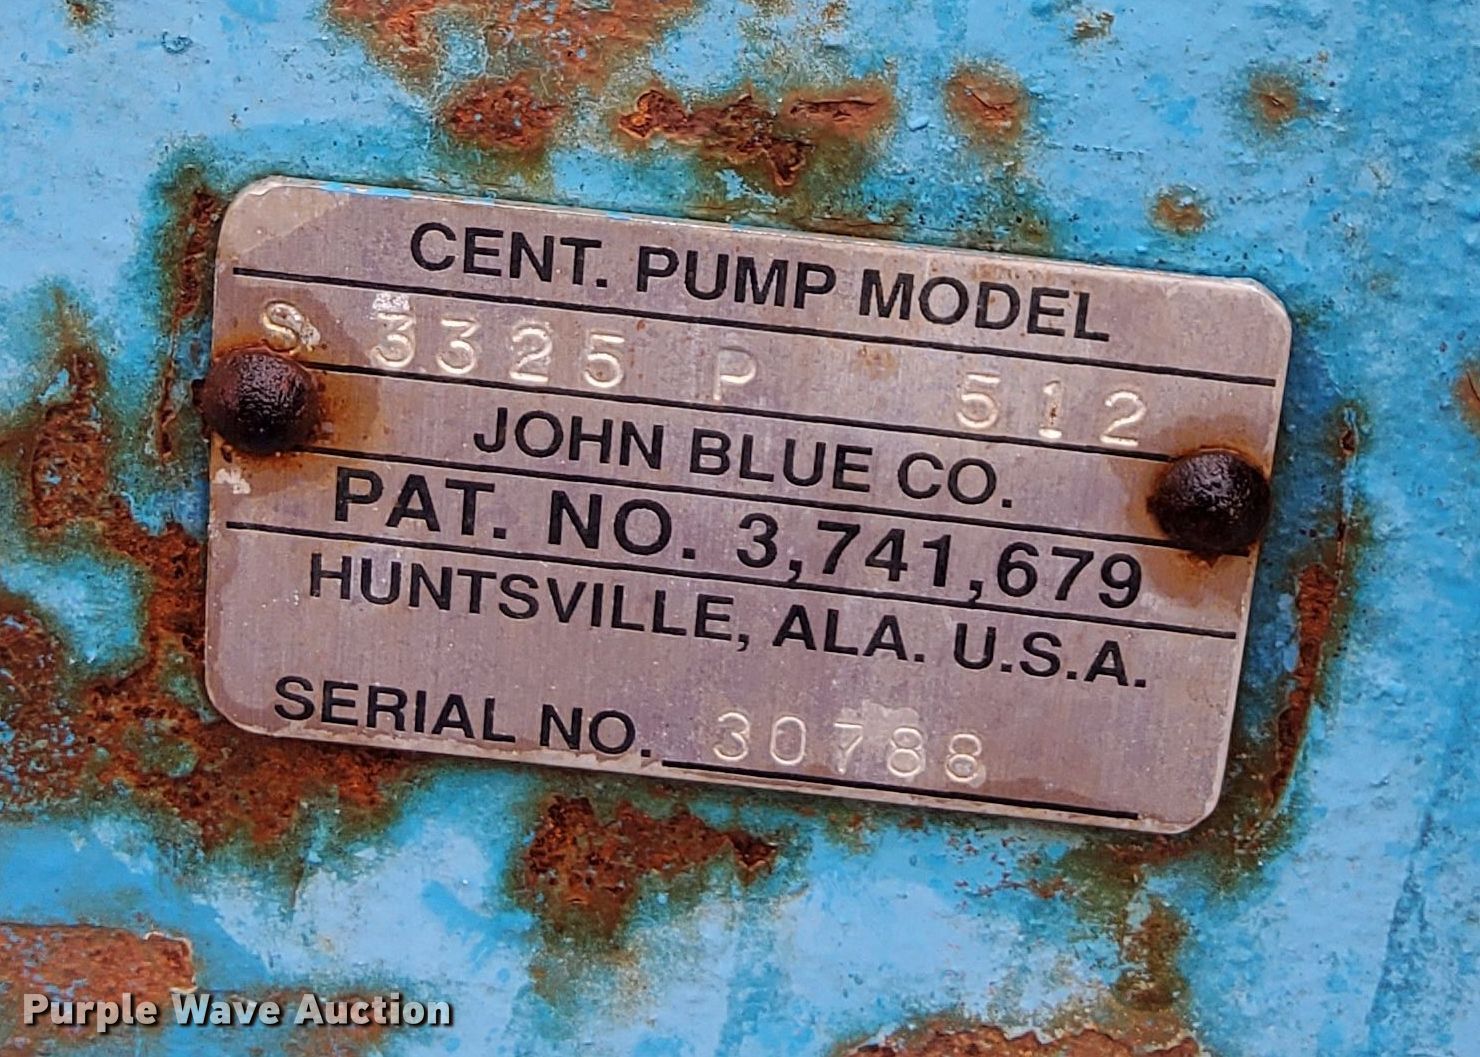 CENT. PUMP MODEL
S 3325 P 512
JOHN BLUE CO.
PAT. NO. 3,741,679
HUNTSVILLE, ALA. U.S.A.
SERIAL NO. 30788
Purple Wave Auction